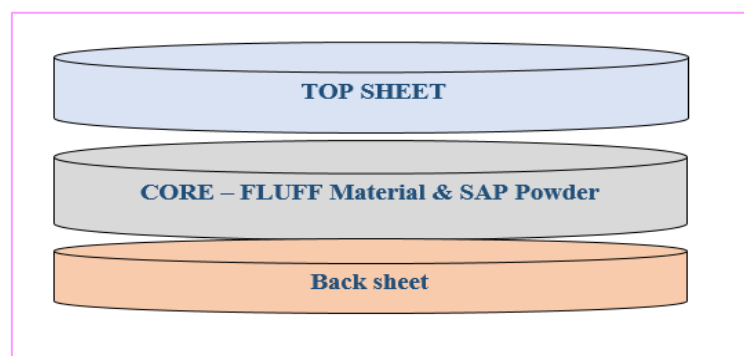 TOP SHEET
CORE – FLUFF Material & SAP Powder
Back sheet